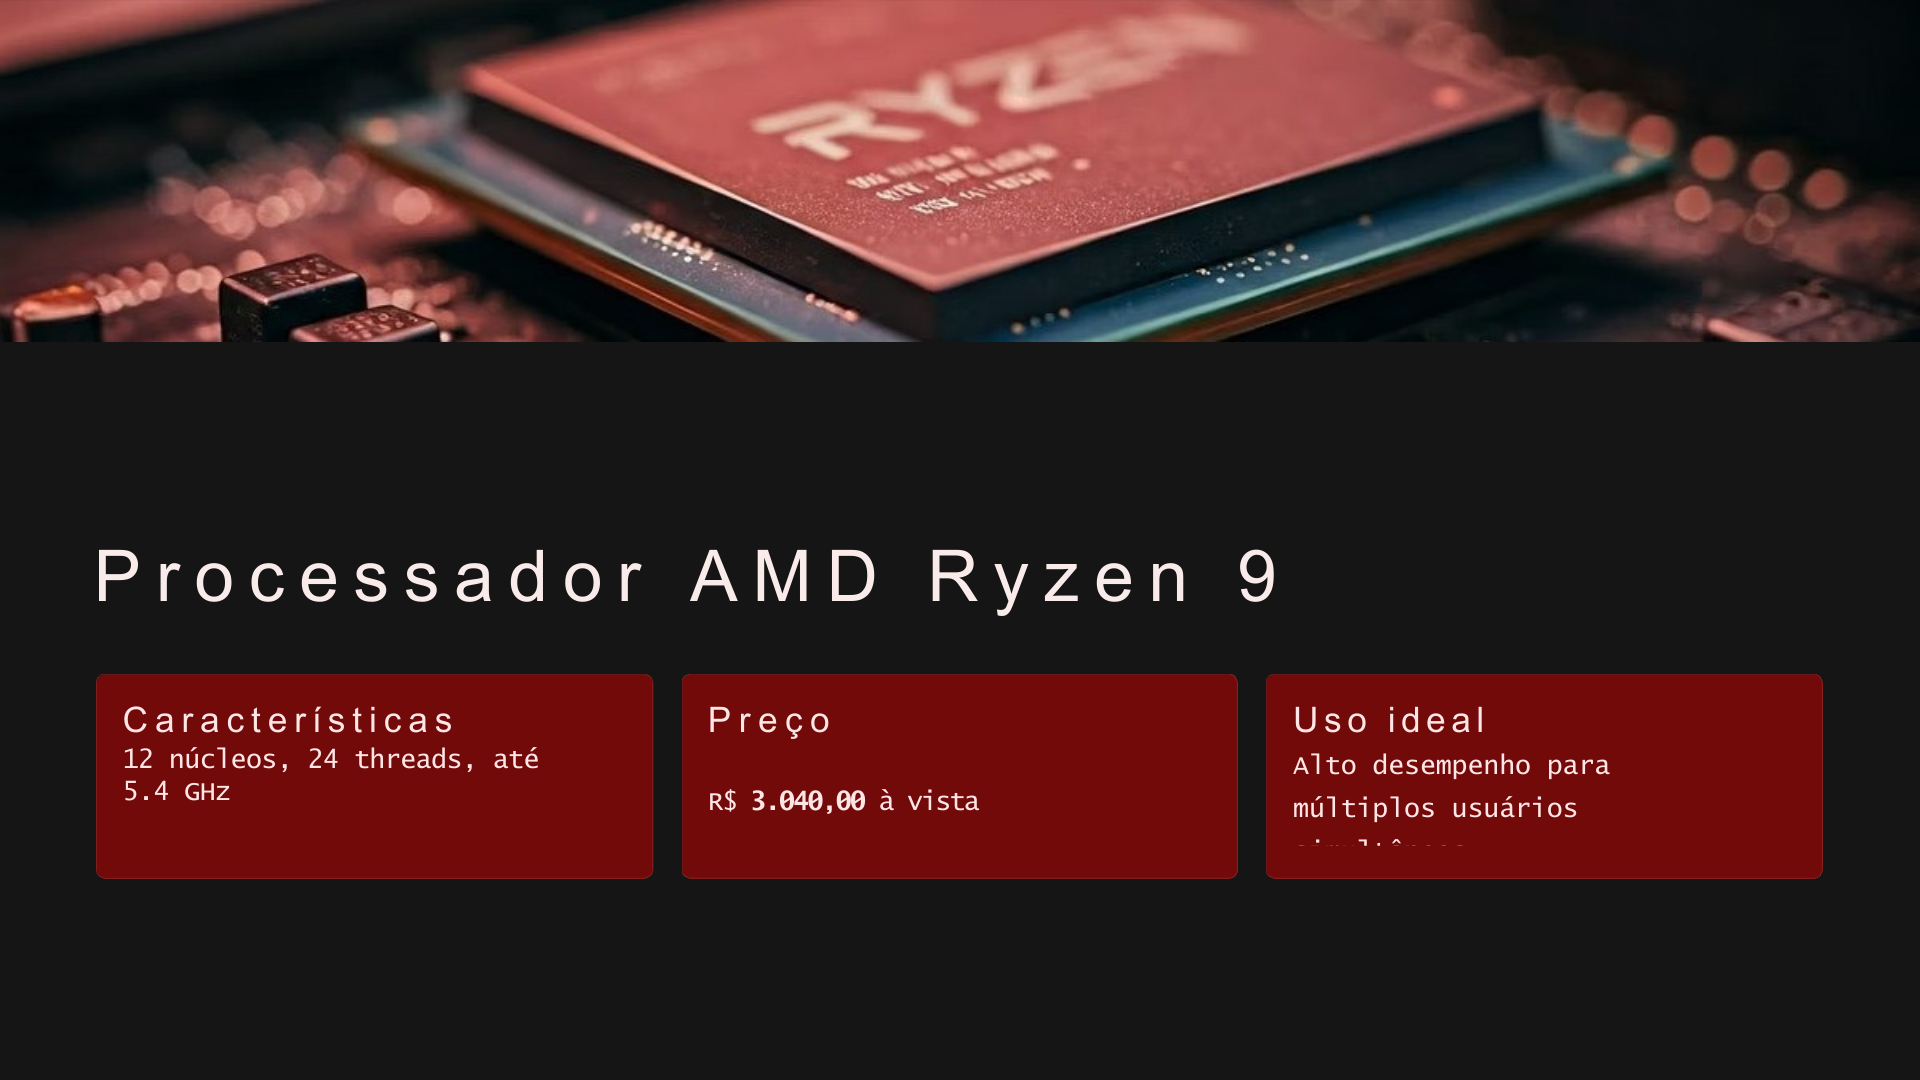 RYZEN
Processador AMD Ryzen 9
Características
12 núcleos, 24 threads, até
5.4 GHz
Preço
R$ 3.040,00 à vista
Uso ideal
Alto desempenho para
múltiplos usuários